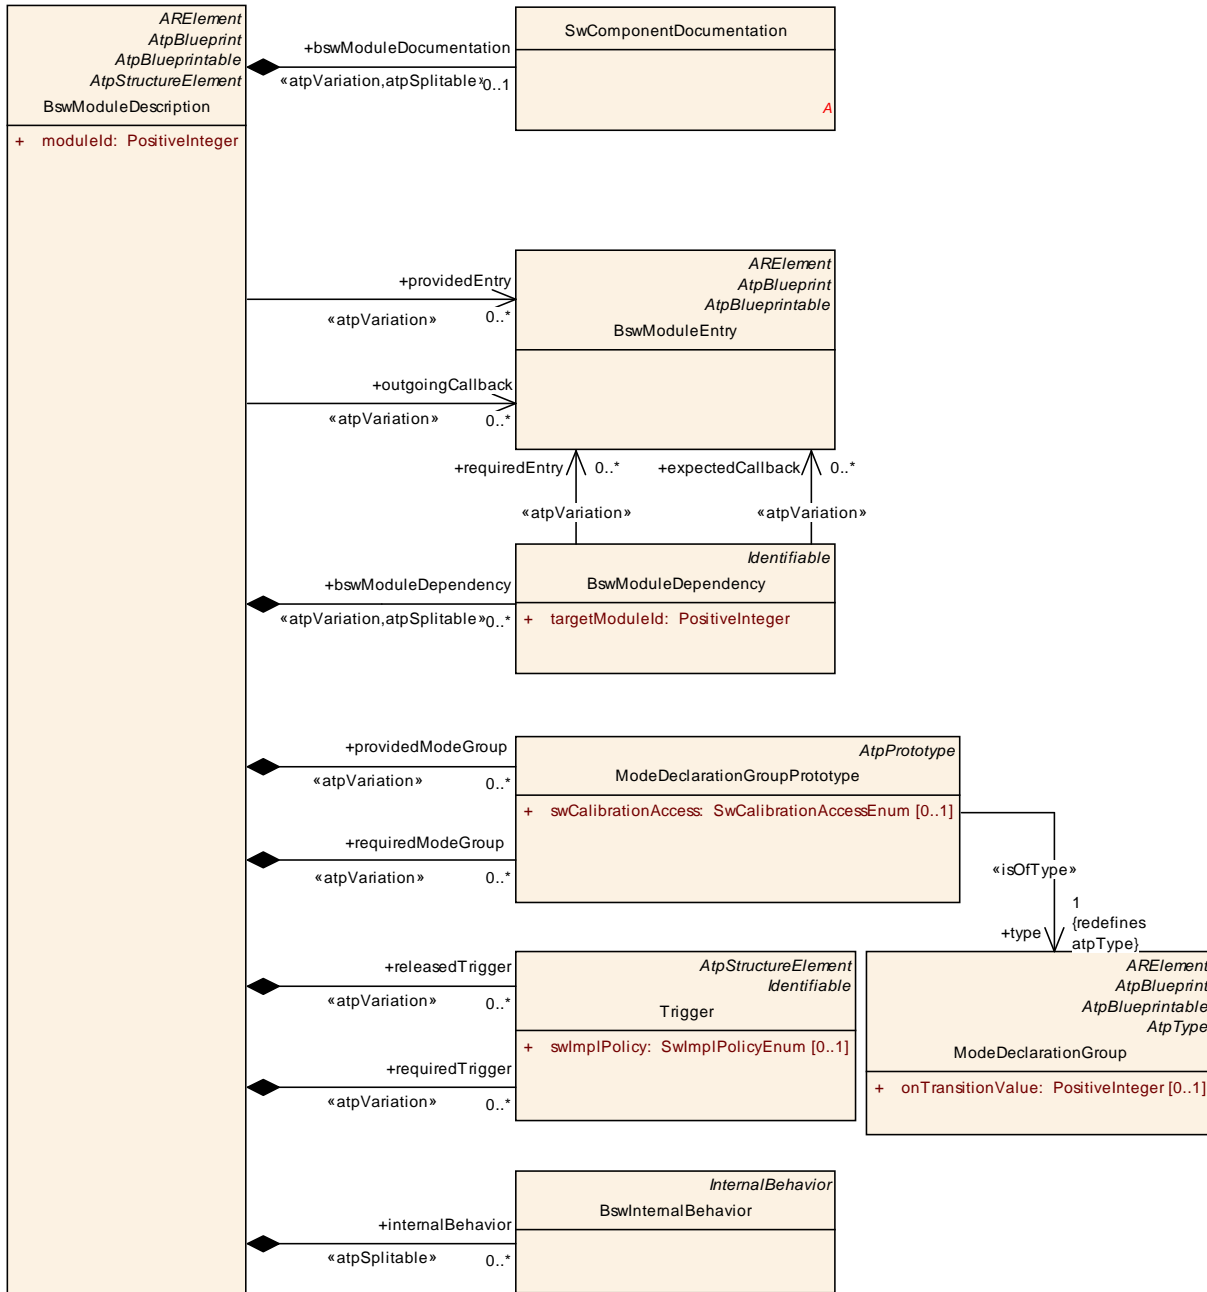 ARElement
AtpBlueprint
AtpBlueprintable
AtpStructureElement
BswModuleDescription
+ moduleId: PositiveInteger
+bswModuleDocumentation
«atpVariation,atpSplitable»
0..1
SwComponentDocumentation
A
+providedEntry
«atpVariation»
0..*
ARElement
AtpBlueprint
AtpBlueprintable
BswModuleEntry
+outgoingCallback
«atpVariation»
0..*
+requiredEntry
0..*
+expectedCallback
0..*
«atpVariation»
«atpVariation»
+bswModuleDependency
«atpVariation,atpSplitable»
0..*
Identifiable
BswModuleDependency
+ targetModuleId: PositiveInteger
+providedModeGroup
«atpVariation»
0..*
AtpPrototype
ModeDeclarationGroupPrototype
+ swCalibrationAccess: SwCalibrationAccessEnum [0..1]
+requiredModeGroup
«atpVariation»
0..*
«isOfType»
1
{redefines
atpType}
+type
+releasedTrigger
«atpVariation»
0..*
AtpStructureElement
Identifiable
Trigger
+ swImplPolicy: SwImplPolicyEnum [0..1]
+requiredTrigger
«atpVariation»
0..*
ARElement
AtpBlueprint
AtpBlueprintable
AtpType
ModeDeclarationGroup
+ onTransitionValue: PositiveInteger [0..1]
+internalBehavior
«atpSplitable»
0..*
InternalBehavior
BswInternalBehavior